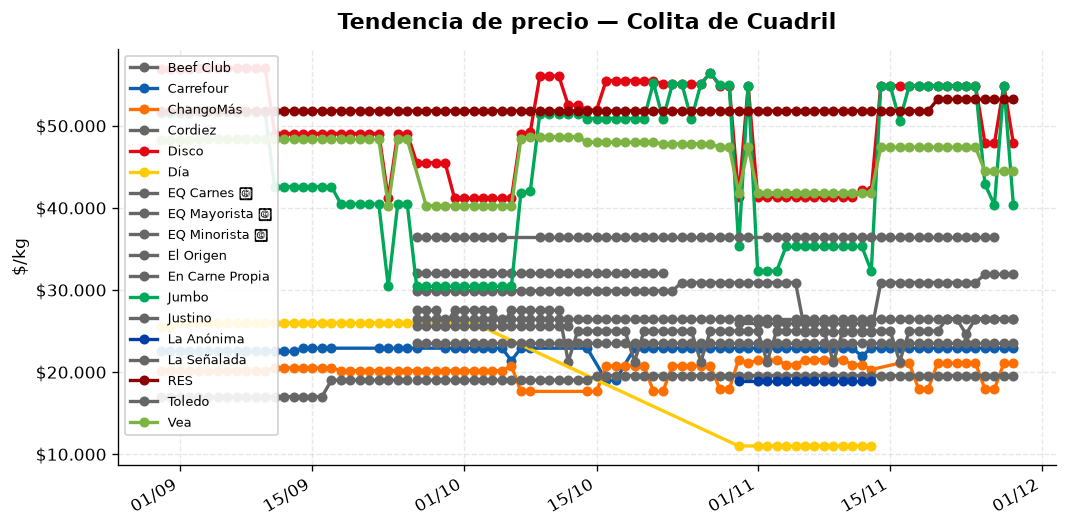 Tendencia de precio — Colita de Cuadril
Beef Club
Carrefour
ChangoMás
Cordiez
Disco
Día
EQ Carnes
EQ Mayorista
EQ Minorista
El Origen
En Carne Propia
Jumbo
Justino
La Anónima
La Señalada
RES
Toledo
Vea
$/kg
$50.000
$40.000
$30.000
$20.000
$10.000
01/09
15/09
01/10
15/10
01/11
15/11
01/12